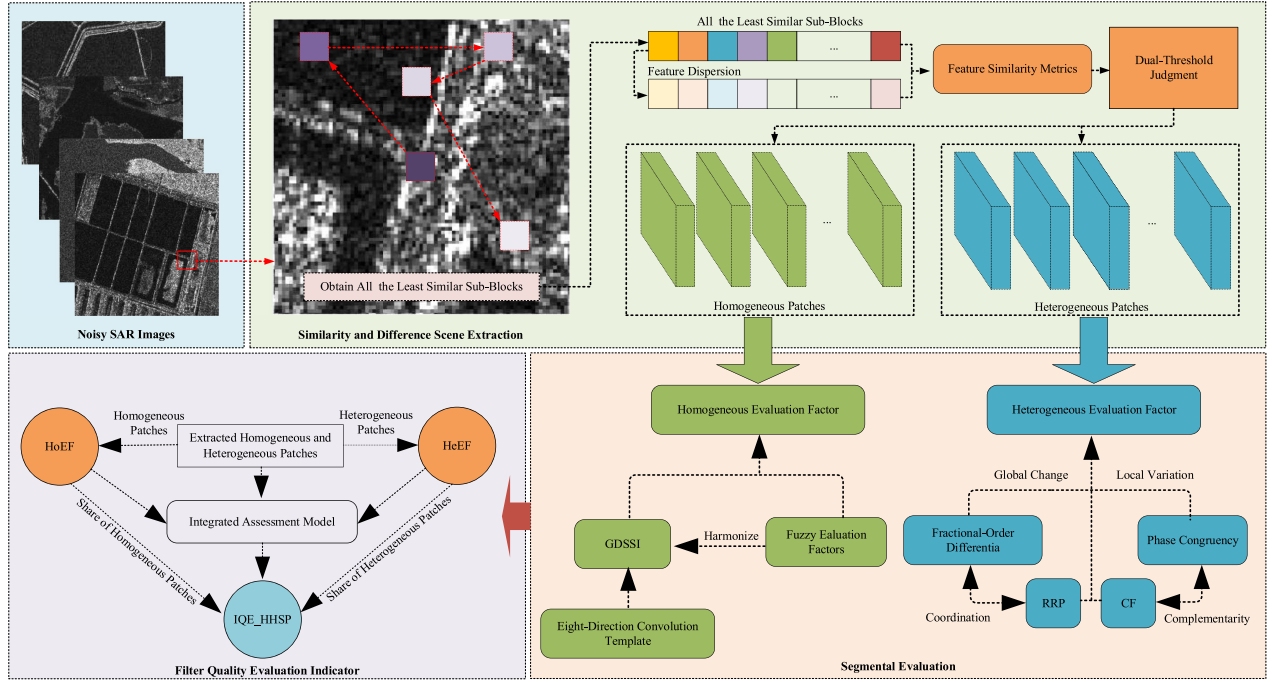 All the Least Similar Sub-Blocks
...
Feature Dispersion
...
Feature Similarity Metrics
Dual-Threshold
Judgment
Obtain All the Least Similar Sub-Blocks
...
Homogeneous Patches
...
Heterogeneous Patches
Noisy SAR Images
Similarity and Difference Scene Extraction
HoEF
Homogeneous
Patches
Extracted Homogeneous and
Heterogeneous Patches
Heterogeneous
Patches
HeEF
Integrated Assessment Model
Share of Homogeneous Patches
Share of Heterogeneous Patches
IQE_HHSP
Filter Quality Evaluation Indicator
Homogeneous Evaluation Factor
Heterogeneous Evaluation Factor
Global Change
Local Variation
GDSSI
Harmonize
Fuzzy Ealuation
Factors
Fractional-Order
Differentia
Phase Congruency
RRP
CF
Coordination
Complementarity
Eight-Direction Convolution
Template
Segmental Evaluation